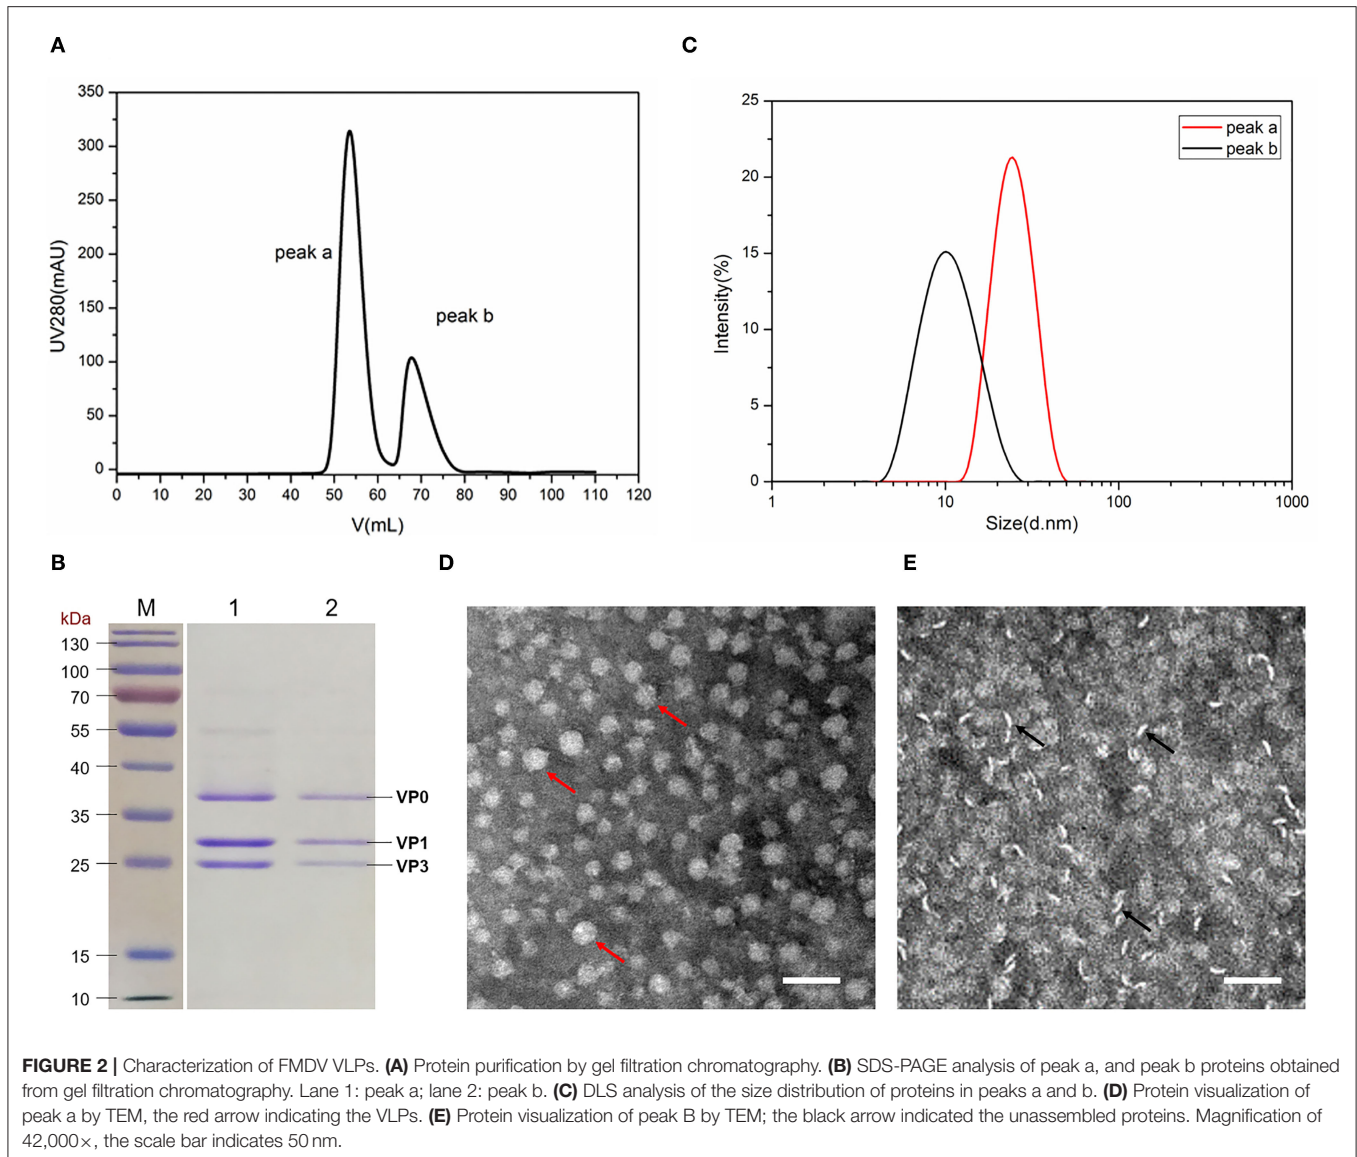 A
350
300
250
200
150
100
50
0
UV280(mAU)
peak a
peak b
0 10 20 30 40 50 60 70 80 90 100 110 120
V(mL)
C
25
20
15
10
5
0
Intensity(%)
peak a
peak b
1 10 100 1000
Size(d.nm)
B
kDa M 1 2
130
100
70
55
40
35
25
15
10
VP0
VP1
VP3
D
E
FIGURE 2 | Characterization of FMDV VLPs. (A) Protein purification by gel filtration chromatography. (B) SDS-PAGE analysis of peak a, and peak b proteins obtained
from gel filtration chromatography. Lane 1: peak a; lane 2: peak b. (C) DLS analysis of the size distribution of proteins in peaks a and b. (D) Protein visualization of
peak a by TEM, the red arrow indicating the VLPs. (E) Protein visualization of peak B by TEM; the black arrow indicated the unassembled proteins. Magnification of
42,000×, the scale bar indicates 50 nm.